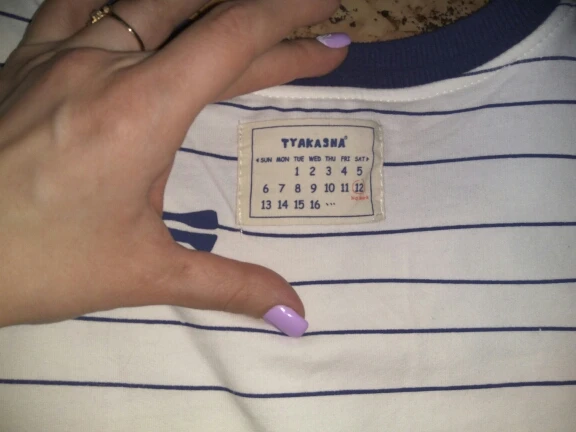 TYAKASHA®
SUN MON TUE WED THU FRI SAT
1 2 3 4 5
6 7 8 9 10 11 12
13 14 15 16 ...